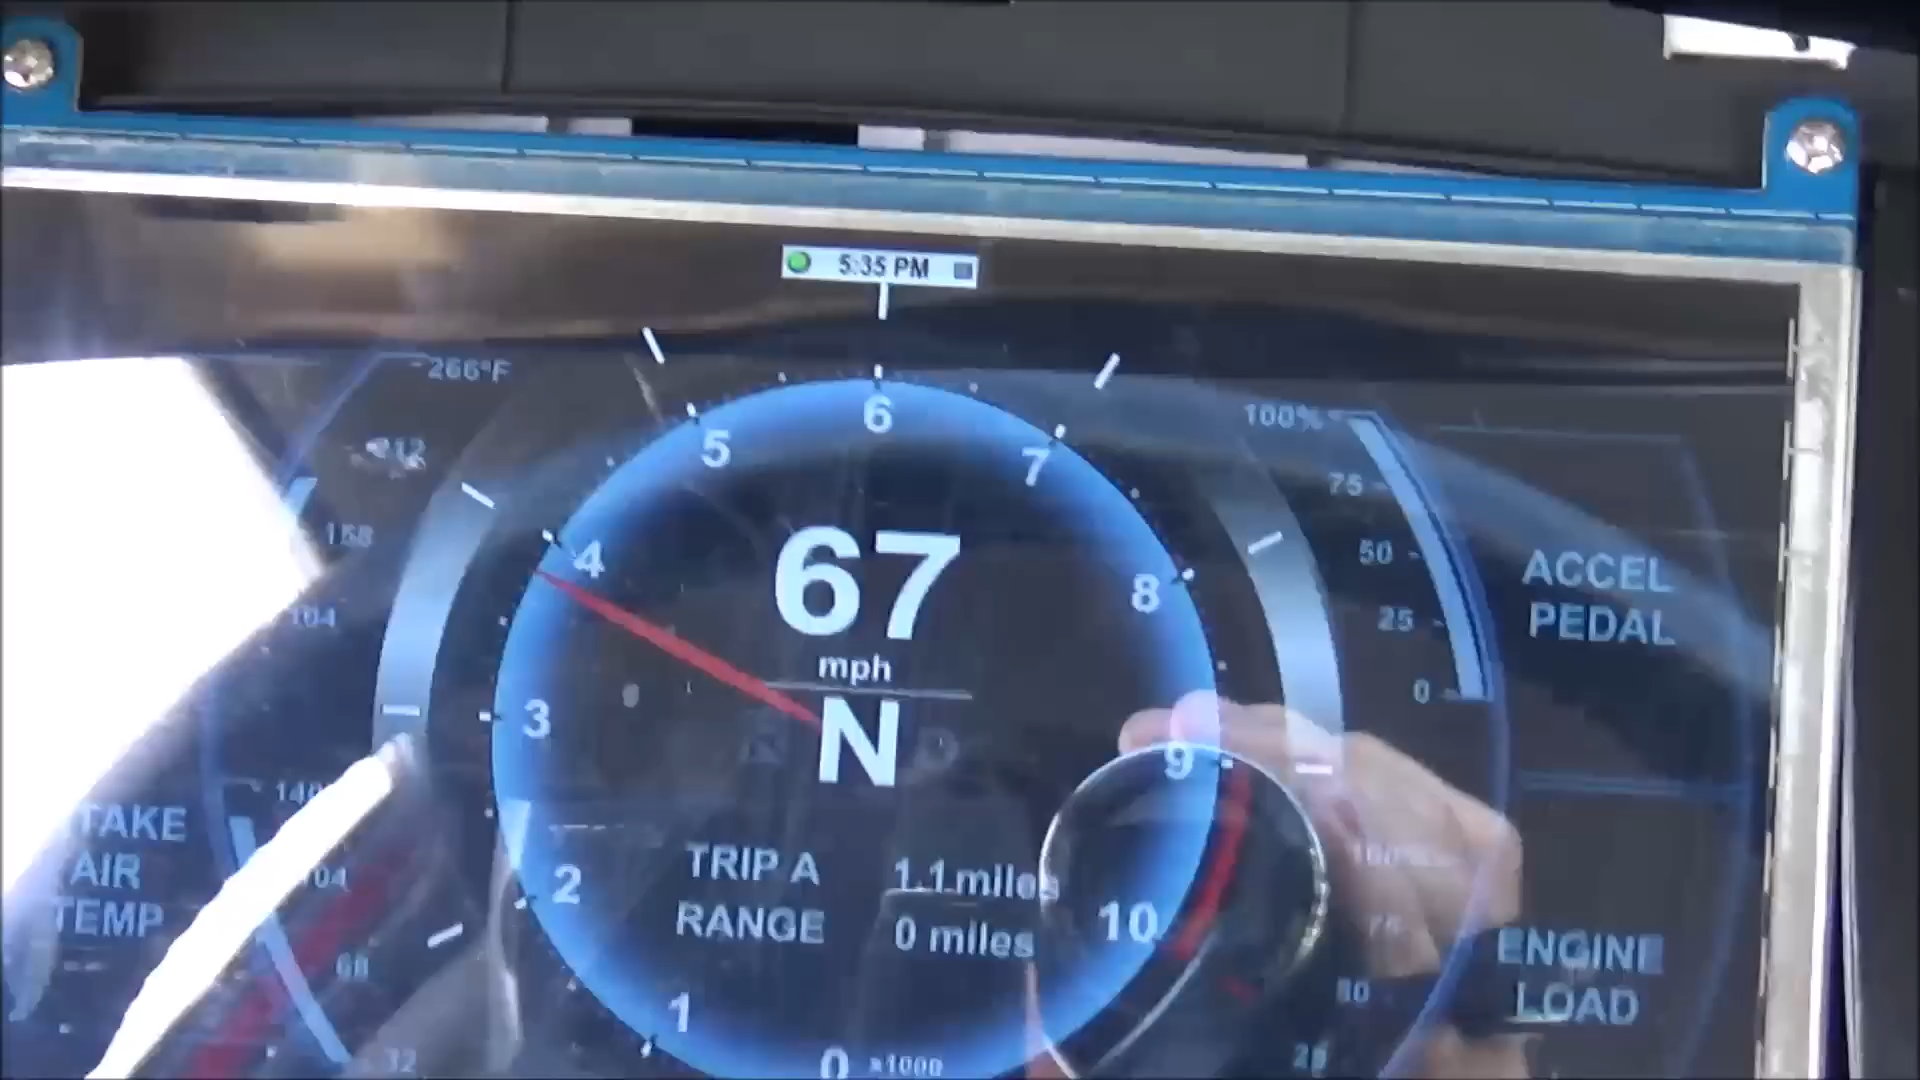 5:35 PM
266°F
212
158
104
140
104
68
32
TAKE
AIR
TEMP
0
1
2
3
4
5
6
7
8
9
10
x1000
67
mph
N
TRIP A 1.1 miles
RANGE 0 miles
100%
75
50
25
0
ACCEL
PEDAL
100%
75
ENGINE
LOAD